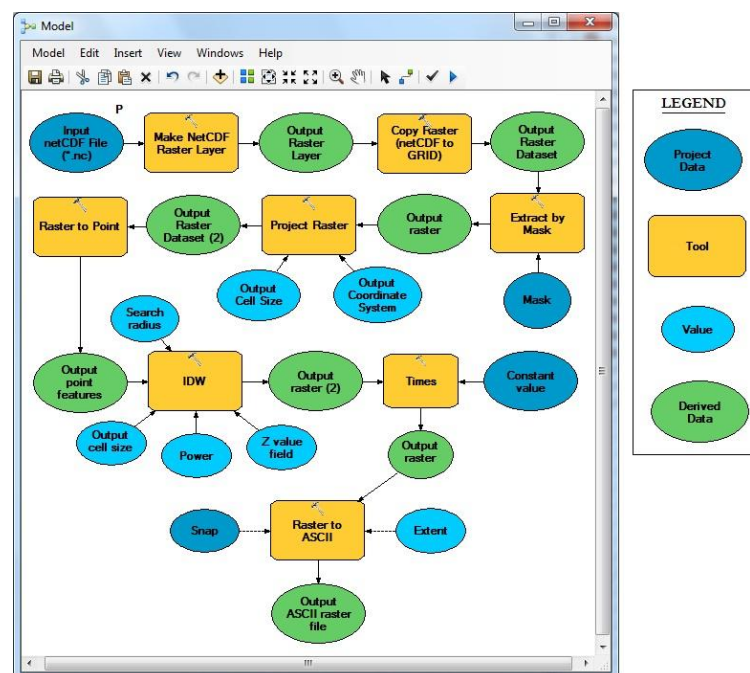 Model
Model Edit Insert View Windows Help
P
Input
netCDF File
(*.nc)
Make NetCDF
Raster Layer
Output
Raster
Layer
Copy Raster
(netCDF to
GRID)
Output
Raster
Dataset
Raster to Point
Output
Raster
Dataset (2)
Project Raster
Output
raster
Extract by
Mask
Output
Cell Size
Output
Coordinate
System
Mask
Search
radius
Output
point
features
IDW
Output
raster (2)
Times
Constant
value
Output
cell size
Power
Z value
field
Output
raster
Snap
Raster to
ASCII
Extent
Output
ASCII raster
file
LEGEND
Project
Data
Tool
Value
Derived
Data